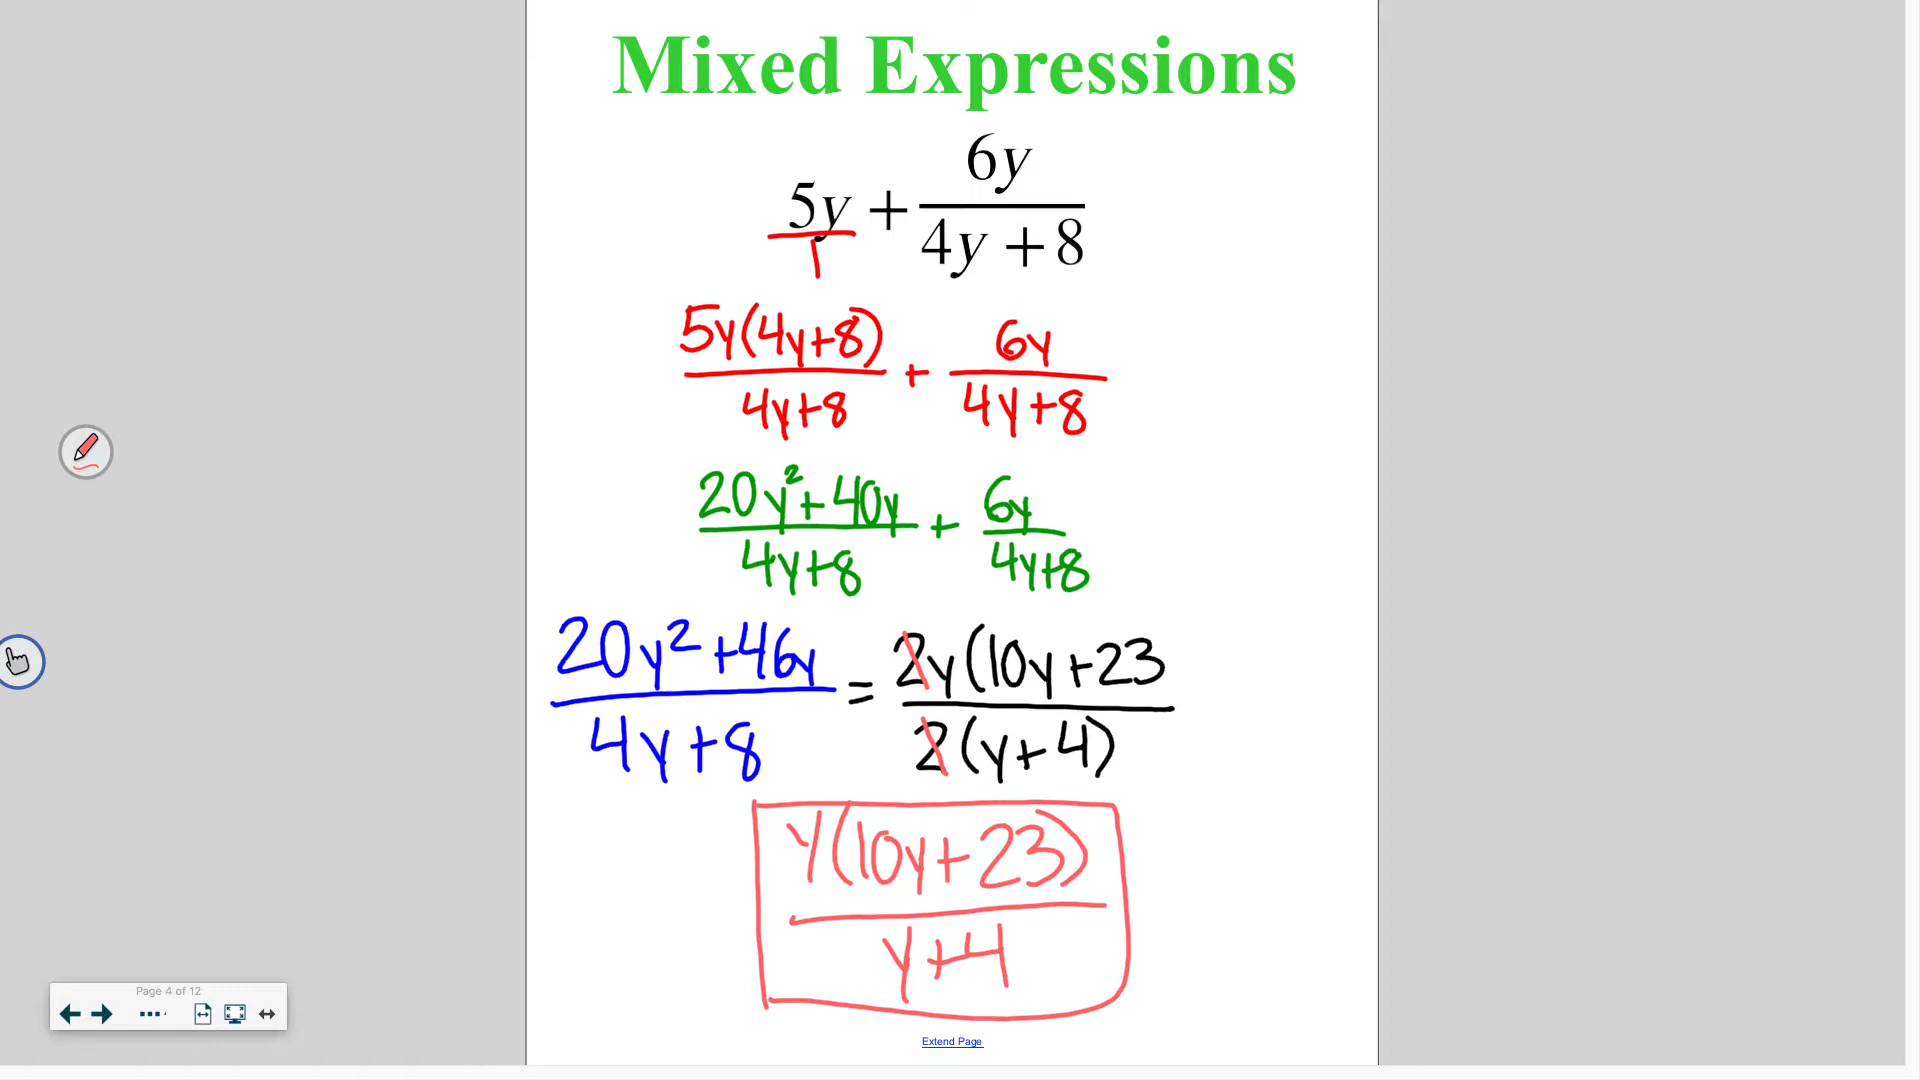 Mixed Expressions
5y/1 + 6y/(4y + 8)
5y(4y+8)/4y+8 + 6y/4y+8
20y²+40y/4y+8 + 6y/4y+8
20y²+46y/4y+8 = 2y(10y+23/2(y+4)
y(10y+23)/y+4
Page 4 of 12
Extend Page